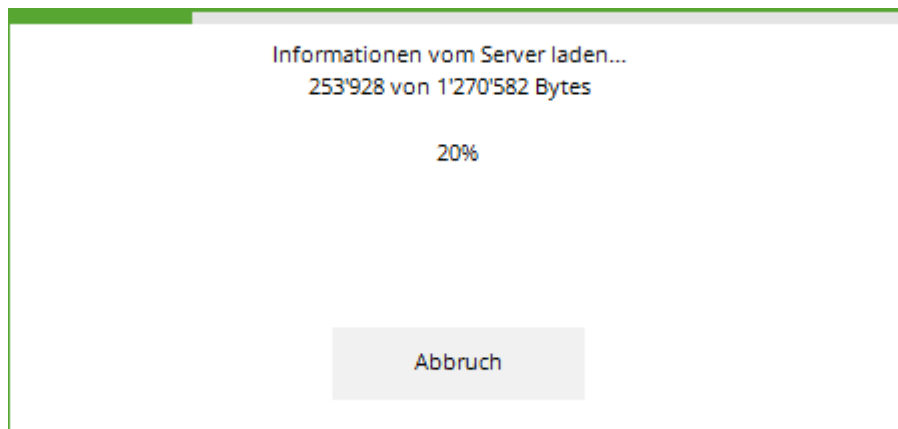 Informationen vom Server laden...
253'928 von 1'270'582 Bytes
20%
Abbruch